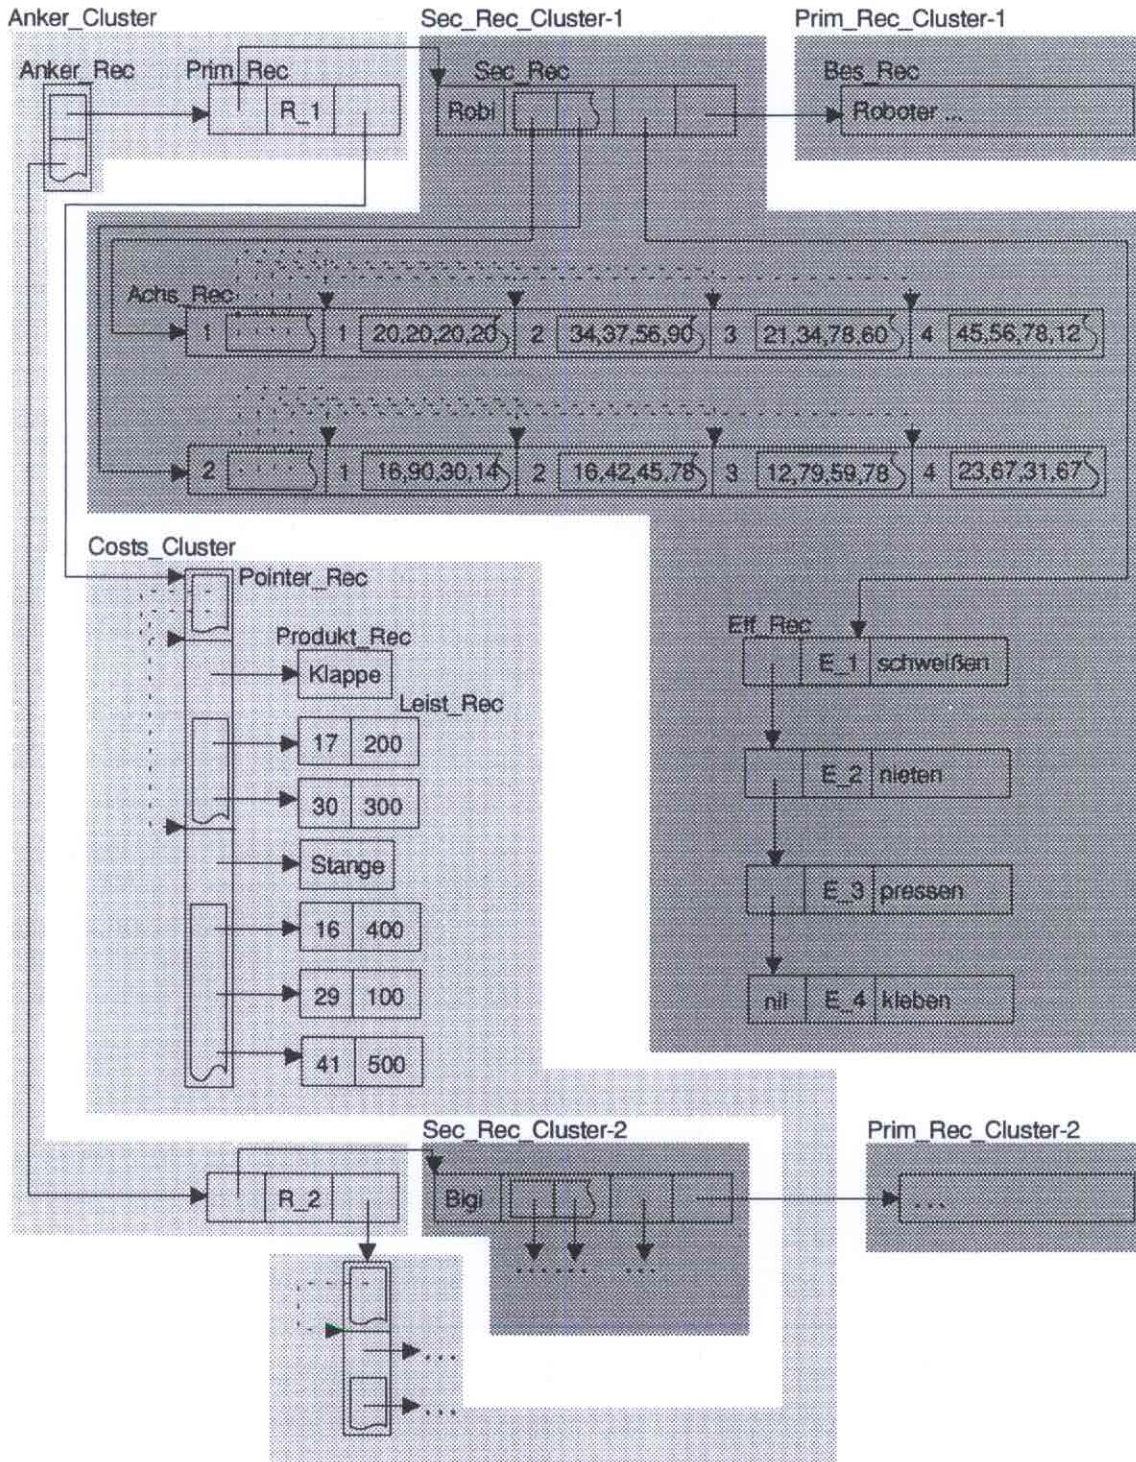 Anker_Cluster Sec_Rec_Cluster-1 Prim_Rec_Cluster-1
Anker_Rec Prim_Rec Sec_Rec Bes_Rec
R_1 Robi Roboter ...
Achs_Rec
1 1 20,20,20,20 2 34,37,56,90 3 21,34,78,60 4 45,56,78,12
2 1 16,90,30,14 2 16,42,45,78 3 12,79,59,78 4 23,67,31,67
Costs_Cluster
Pointer_Rec
Eff_Rec
Produkt_Rec
E_1 schweißen
Klappe
Leist_Rec
17 200
E_2 nieten
30 300
Stange
E_3 pressen
16 400
29 100
nil E_4 kleben
41 500
Sec_Rec_Cluster-2 Prim_Rec_Cluster-2
R_2 Bigi ...
... ... ...
...
...